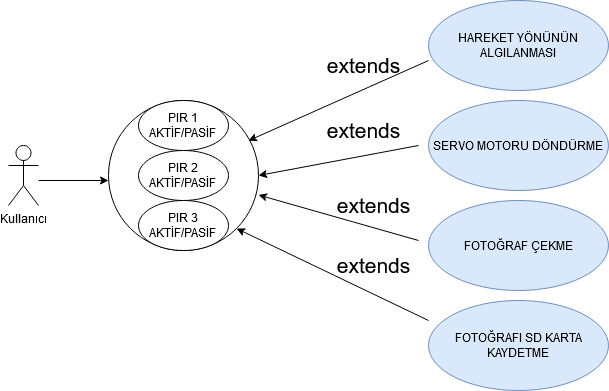 HAREKET YÖNÜNÜN
ALGILANMASI
extends
PIR 1
AKTİF/PASİF
extends
SERVO MOTORU DÖNDÜRME
PIR 2
AKTİF/PASİF
Kullanıcı
PIR 3
AKTİF/PASİF
extends
FOTOĞRAF ÇEKME
extends
FOTOĞRAFI SD KARTA
KAYDETME